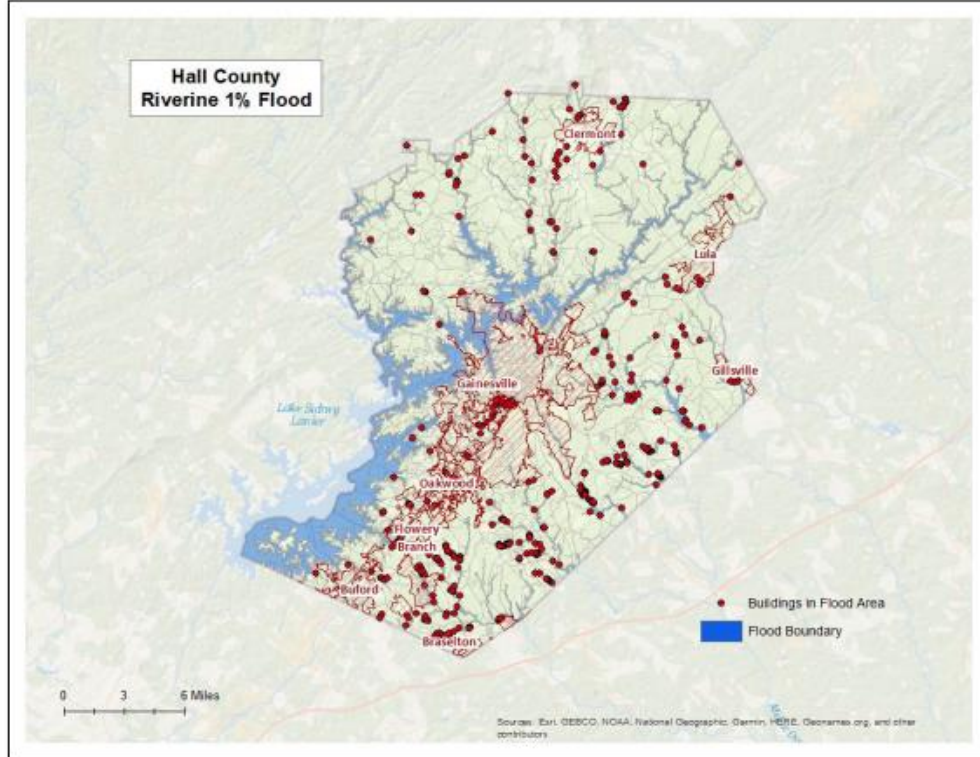 Hall County
Riverine 1% Flood
Clermont
Lula
Gillsville
Gainesville
Lake Sidney
Lanier
Oakwood
Flowery
Branch
Buford
Braselton
Buildings in Flood Area
Flood Boundary
0 3 6 Miles
Sources: Esri, GEBCO, NOAA, National Geographic, Garmin, HERE, Geonames.org, and other
contributors